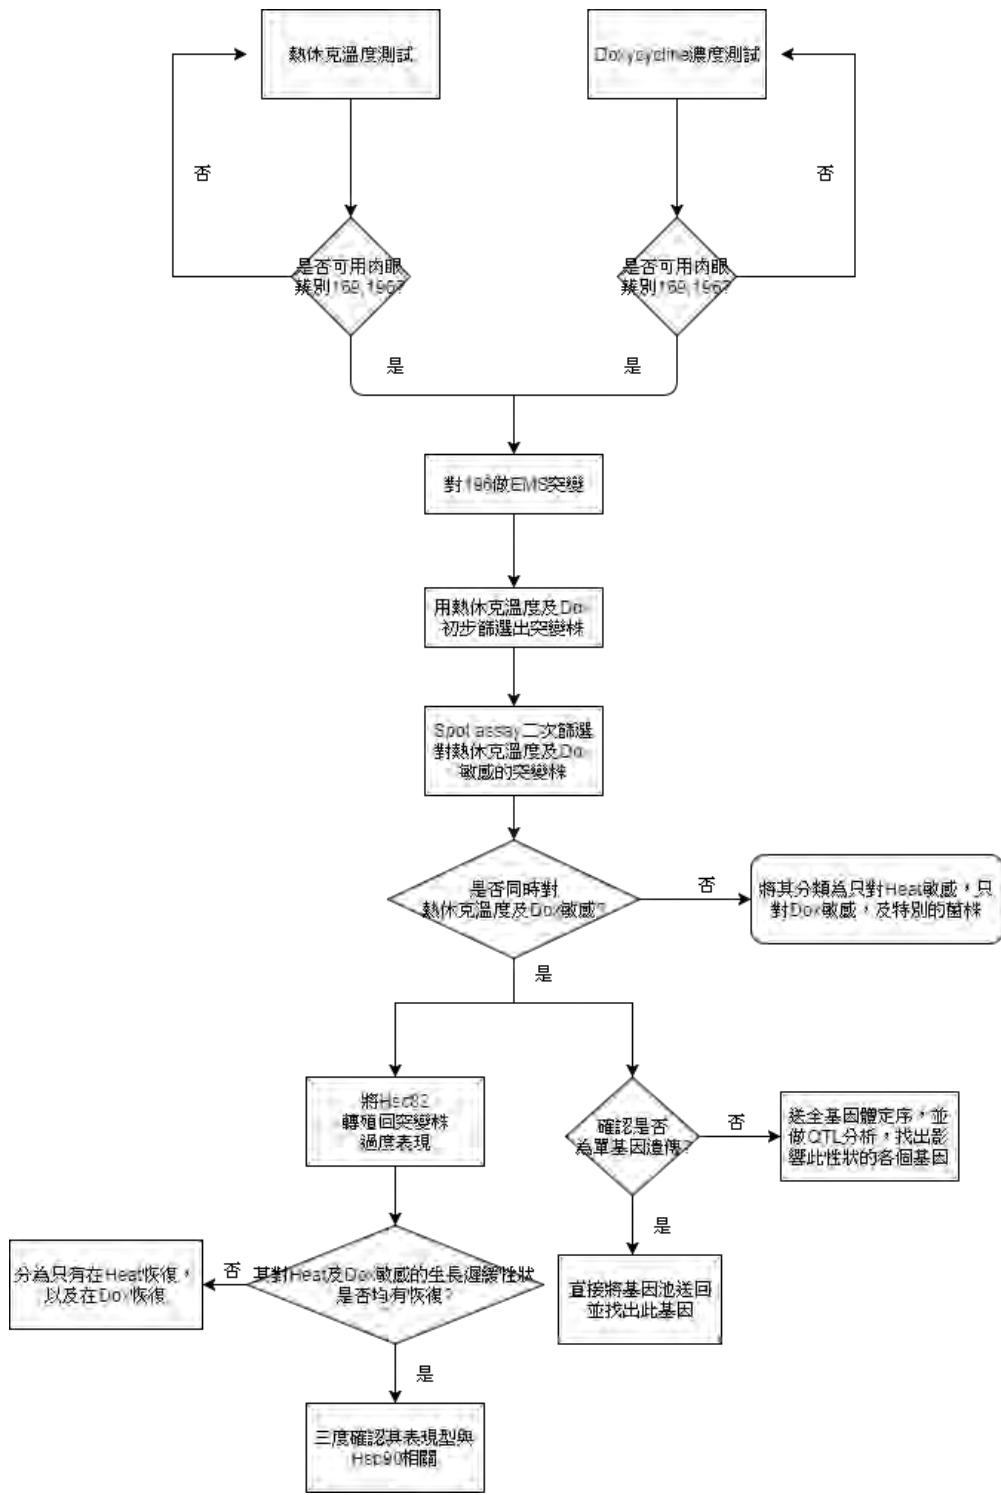 熱休克溫度測試
Doxycycline濃度測試
否
否
是否可用肉眼
辨別169,196?
是否可用肉眼
辨別169,196?
是
是
對196做EMS突變
用熱休克溫度及Dox
初步篩選出突變株
Spot assay二次篩選
對熱休克溫度及Dox
敏感的突變株
是否同時對
熱休克溫度及Dox敏感?
否
將其分類為只對Heat敏感，只
對Dox敏感，及特別的菌株
是
將Hsc82
轉殖回突變株
過度表現
確認是否
為單基因遺傳?
否
送全基因體定序，並
做QTL分析，找出影
響此性狀的各個基因
是
其對Heat及Dox敏感的生長遲緩性狀
是否均有恢復?
否
分為只有在Heat恢復，
以及在Dox恢復
直接將基因池送回
並找出此基因
是
三度確認其表現型與
Hsp90相關